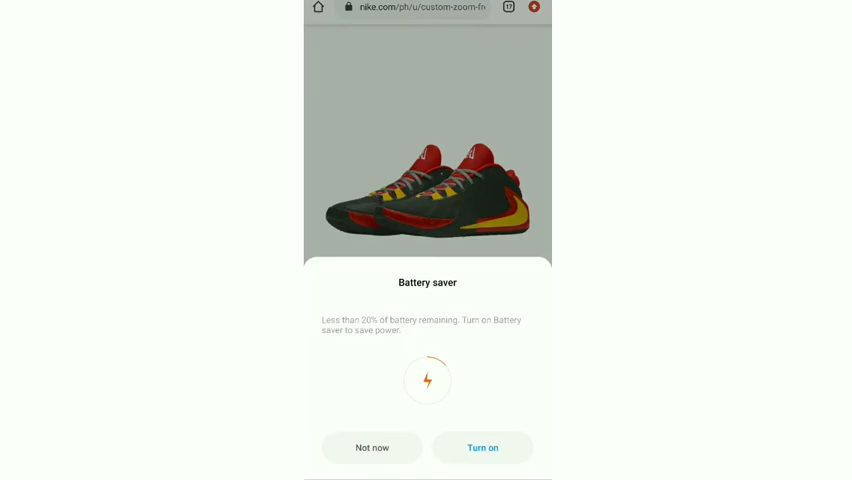 nike.com/ph/u/custom-zoom-fr
17
Battery saver
Less than 20% of battery remaining. Turn on Battery
saver to save power.
Not now
Turn on